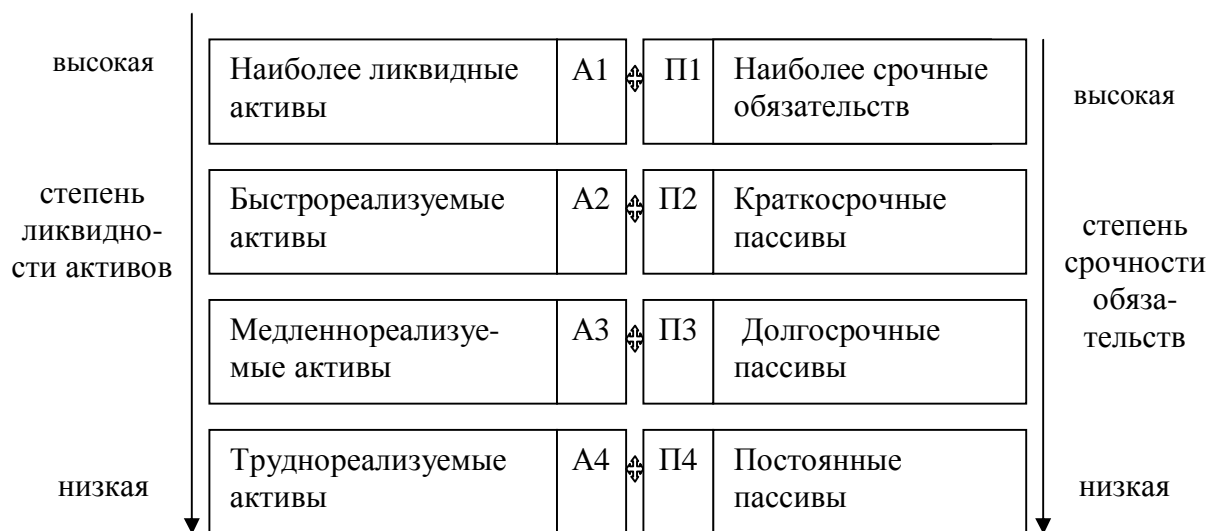 высокая
Наиболее ликвидные
активы
А1
П1
Наиболее срочные
обязательств
высокая
степень
ликвидно-
сти активов
Быстрореализуемые
активы
А2
П2
Краткосрочные
пассивы
степень
срочности
обяза-
тельств
Медленнореализуе-
мые активы
А3
П3
Долгосрочные
пассивы
низкая
Труднореализуемые
активы
А4
П4
Постоянные
пассивы
низкая